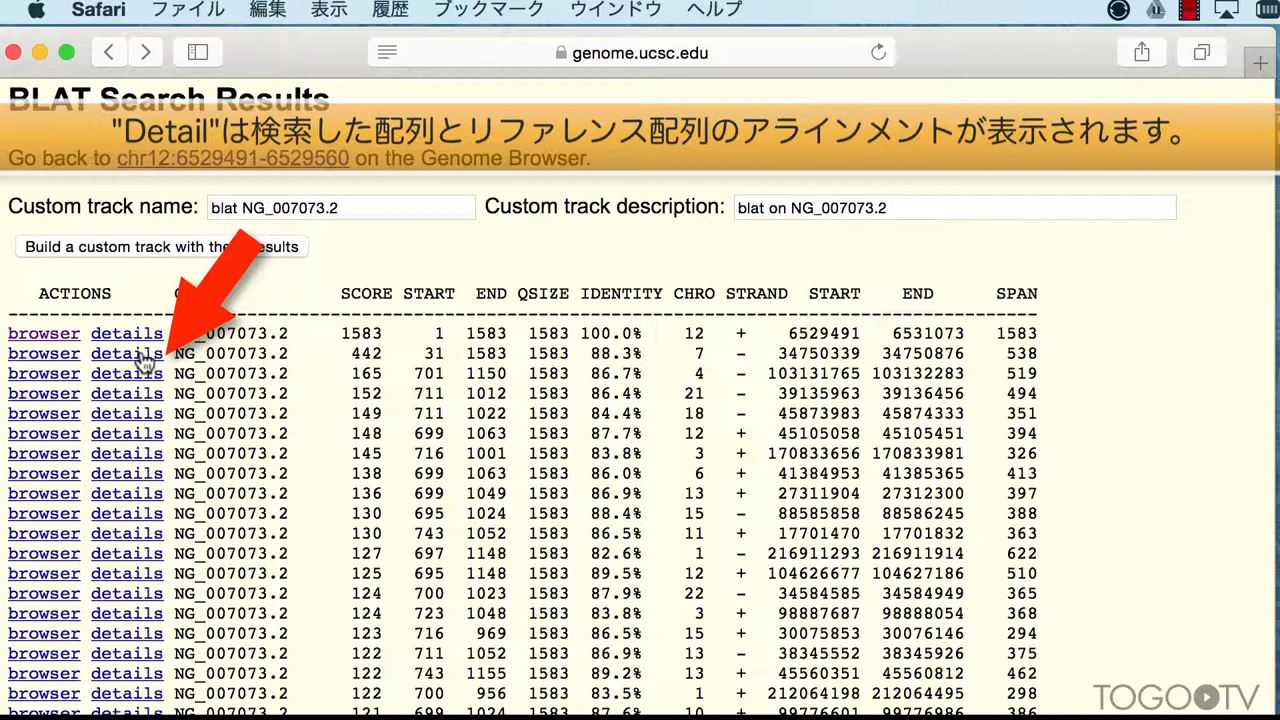 Safari ファイル 編集 表示 履歴 ブックマーク ウインドウ ヘルプ
genome.ucsc.edu
BLAT Search Results
"Detail"は検索した配列とリファレンス配列のアラインメントが表示されます。
Go back to chr12:6529491-6529560 on the Genome Browser.
Custom track name: blat NG_007073.2 Custom track description: blat on NG_007073.2
Build a custom track with these results
ACTIONS SCORE START END QSIZE IDENTITY CHRO STRAND START END SPAN
browser details NG_007073.2 1583 1 1583 1583 100.0% 12 + 6529491 6531073 1583
browser details NG_007073.2 442 31 1583 1583 88.3% 7 - 34750339 34750876 538
browser details NG_007073.2 165 701 1150 1583 86.7% 4 - 103131765 103132283 519
browser details NG_007073.2 152 711 1012 1583 86.4% 21 - 39135963 39136456 494
browser details NG_007073.2 149 711 1022 1583 84.4% 18 - 45873983 45874333 351
browser details NG_007073.2 148 699 1063 1583 87.7% 12 + 45105058 45105451 394
browser details NG_007073.2 145 716 1001 1583 83.8% 3 + 170833656 170833981 326
browser details NG_007073.2 138 699 1063 1583 86.0% 6 + 41384953 41385365 413
browser details NG_007073.2 136 699 1049 1583 86.9% 13 + 27311904 27312300 397
browser details NG_007073.2 130 695 1024 1583 88.4% 15 - 88585858 88586245 388
browser details NG_007073.2 130 743 1052 1583 86.5% 11 + 17701470 17701832 363
browser details NG_007073.2 127 697 1148 1583 82.6% 1 - 216911293 216911914 622
browser details NG_007073.2 125 695 1148 1583 89.5% 12 + 104626677 104627186 510
browser details NG_007073.2 124 700 1023 1583 87.9% 22 - 34584585 34584949 365
browser details NG_007073.2 124 723 1048 1583 83.8% 3 + 98887687 98888054 368
browser details NG_007073.2 123 716 969 1583 86.5% 15 + 30075853 30076146 294
browser details NG_007073.2 122 711 1052 1583 86.9% 13 - 38345552 38345926 375
browser details NG_007073.2 122 743 1155 1583 89.2% 13 + 45560351 45560812 462
browser details NG_007073.2 122 700 956 1583 83.5% 1 + 212064198 212064495 298
browser details NG_007073.2 121 699 1024 1583 87.6% 10 + 99776601 99776986 386
TOGOTV